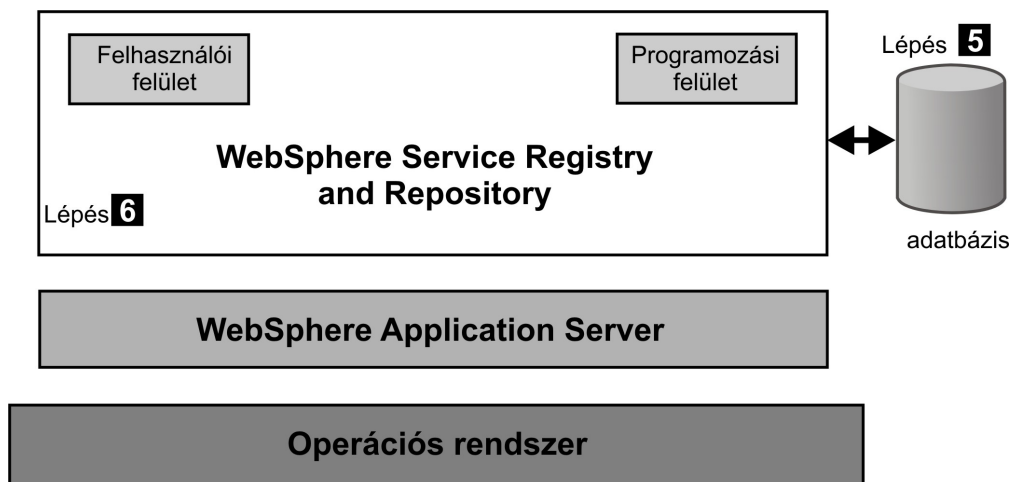 Felhasználói
felület
Programozási
felület
Lépés 5
WebSphere Service Registry
and Repository
Lépés 6
adatbázis
WebSphere Application Server
Operációs rendszer